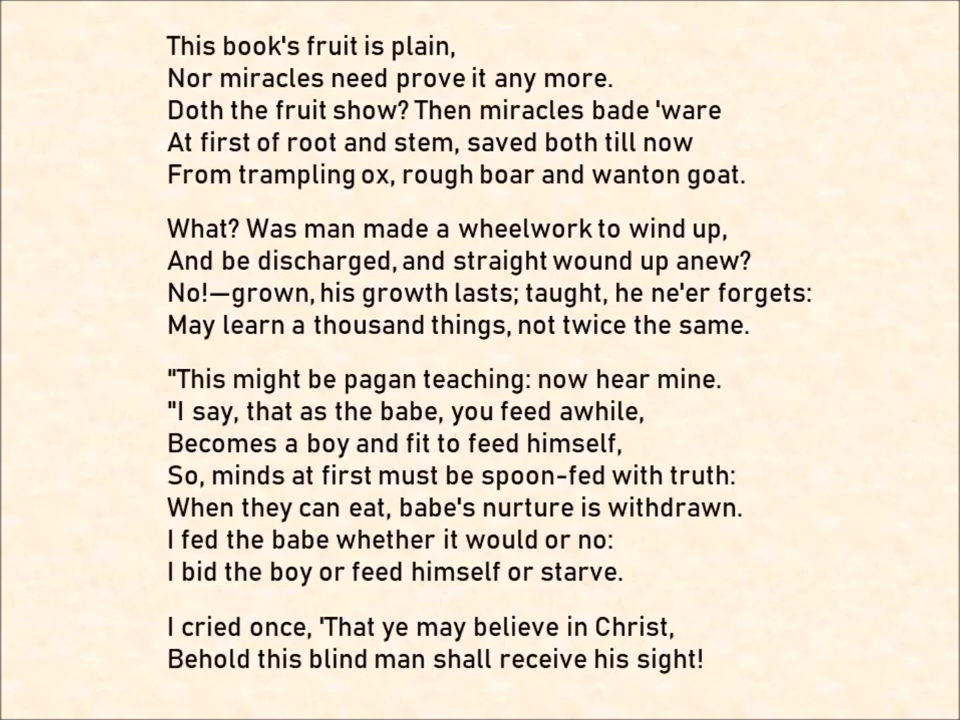 This book's fruit is plain,
Nor miracles need prove it any more.
Doth the fruit show? Then miracles bade 'ware
At first of root and stem, saved both till now
From trampling ox, rough boar and wanton goat.
What? Was man made a wheelwork to wind up,
And be discharged, and straight wound up anew?
No!—grown, his growth lasts; taught, he ne'er forgets:
May learn a thousand things, not twice the same.
"This might be pagan teaching: now hear mine.
"I say, that as the babe, you feed awhile,
Becomes a boy and fit to feed himself,
So, minds at first must be spoon-fed with truth:
When they can eat, babe's nurture is withdrawn.
I fed the babe whether it would or no:
I bid the boy or feed himself or starve.
I cried once, 'That ye may believe in Christ,
Behold this blind man shall receive his sight!